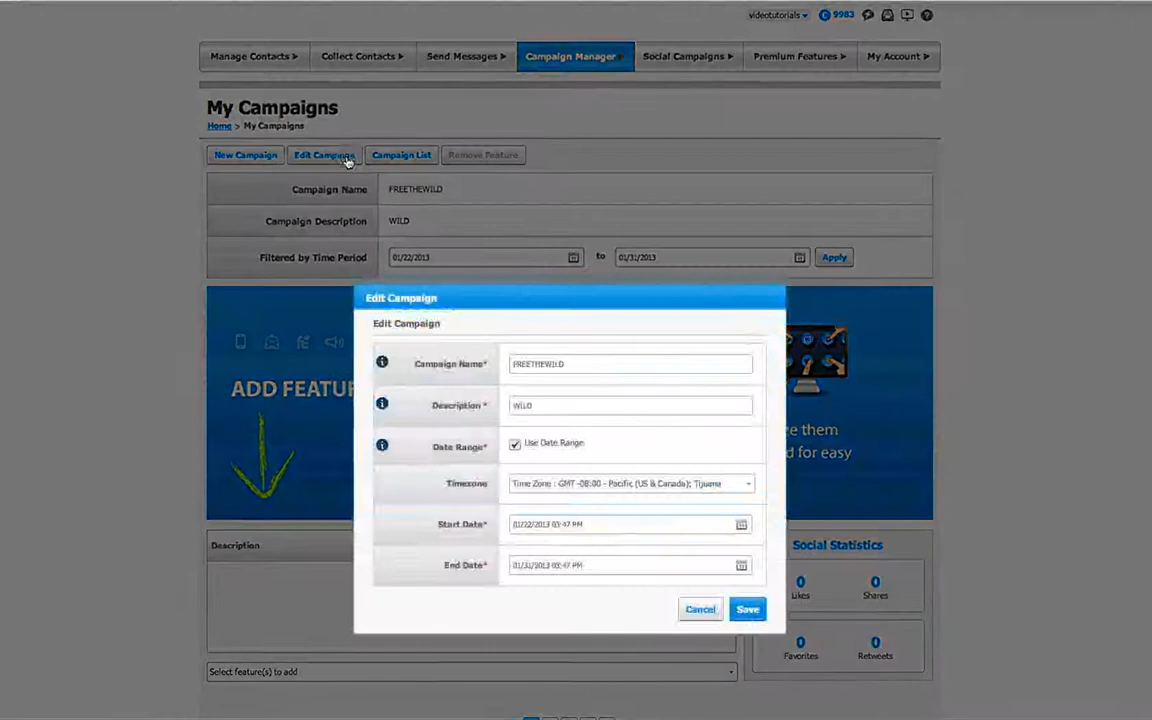 videotutorials 9983
Manage Contacts Collect Contacts Send Messages Campaign Manager Social Campaigns Premium Features My Account
My Campaigns
Home > My Campaigns
New Campaign Edit Campaign Campaign List Remove Feature
Campaign Name FREETHEWILD
Campaign Description WILD
Filtered by Time Period 01/22/2013 to 01/31/2013 Apply
Edit Campaign
Edit Campaign
Campaign Name* FREETHEWILD
Description * WILD
Date Range* Use Date Range
Timezone Time Zone : GMT -08:00 - Pacific (US & Canada); Tijuana
Start Date* 01/22/2013 03:47 PM
End Date* 01/31/2013 03:47 PM
Cancel Save
ADD FEATU
them
d for easy
Description
Social Statistics
0 0
Likes Shares
0 0
Favorites Retweets
Select feature(s) to add